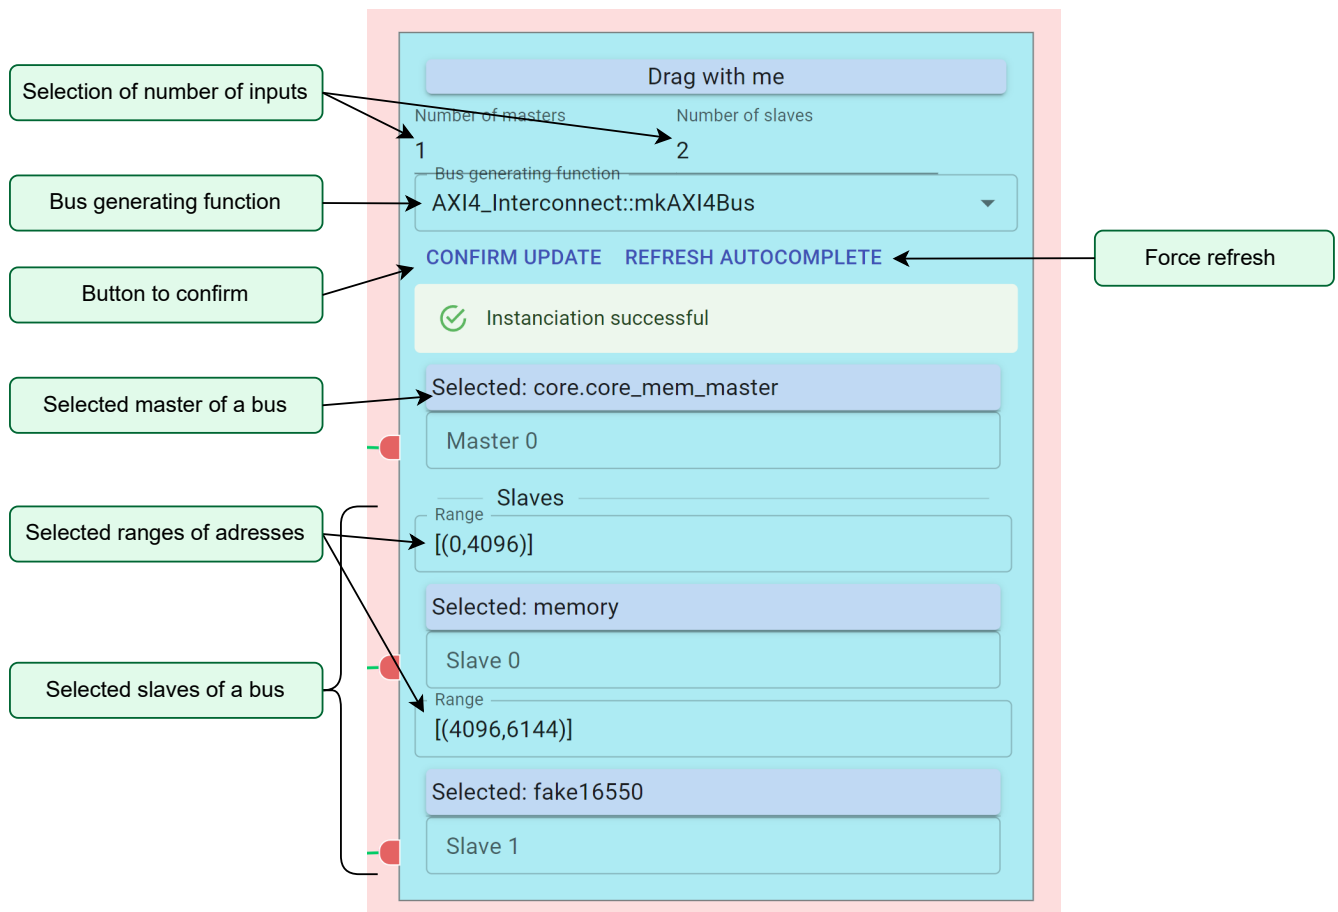 Drag with me
Selection of number of inputs
Number of masters
Number of slaves
1
2
Bus generating function
Bus generating function
AXI4_Interconnect::mkAXI4Bus
CONFIRM UPDATE
REFRESH AUTOCOMPLETE
Force refresh
Button to confirm
Instanciation successful
Selected master of a bus
Selected: core.core_mem_master
Master 0
Slaves
Selected ranges of adresses
Range
[(0,4096)]
Selected: memory
Slave 0
Selected slaves of a bus
Range
[(4096,6144)]
Selected: fake16550
Slave 1